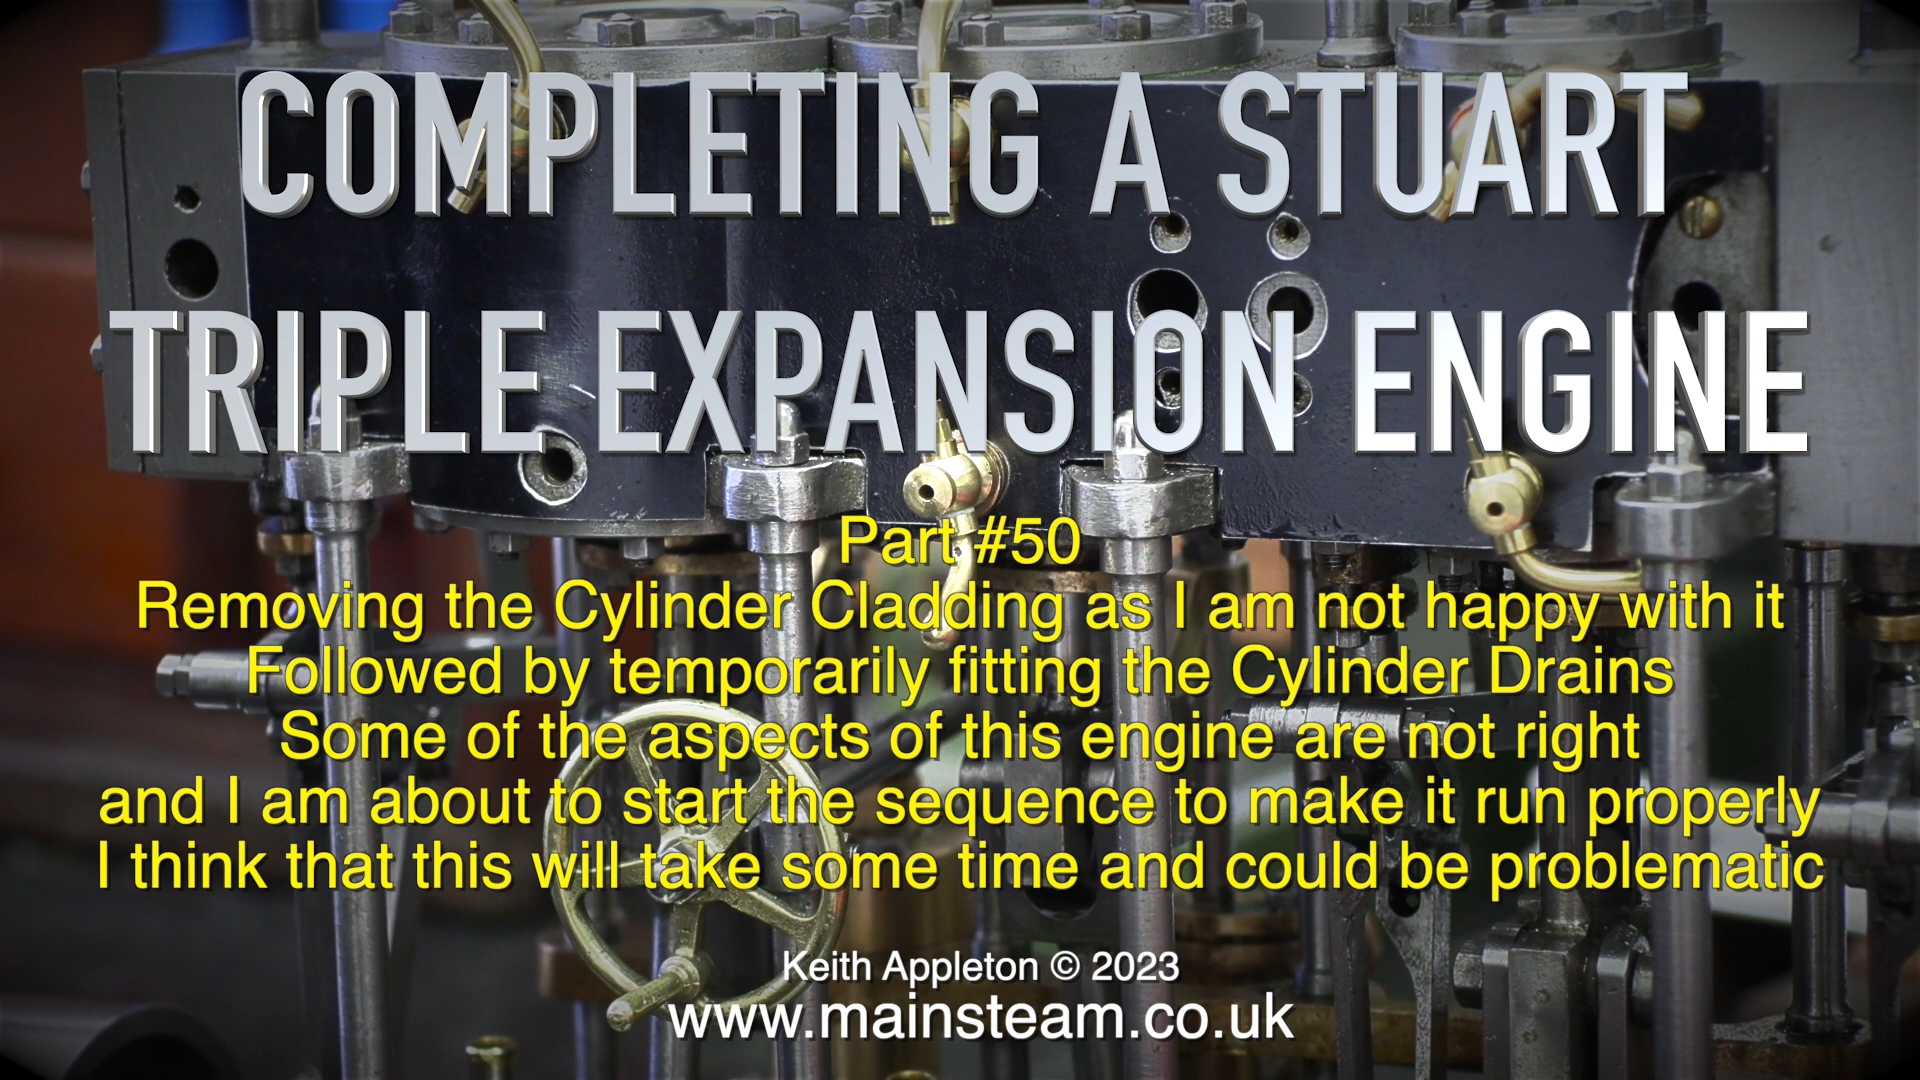 COMPLETING A STUART
TRIPLE EXPANSION ENGINE
Part #50
Removing the Cylinder Cladding as I am not happy with it
Followed by temporarily fitting the Cylinder Drains
Some of the aspects of this engine are not right
and I am about to start the sequence to make it run properly
I think that this will take some time and could be problematic
Keith Appleton © 2023
www.mainsteam.co.uk